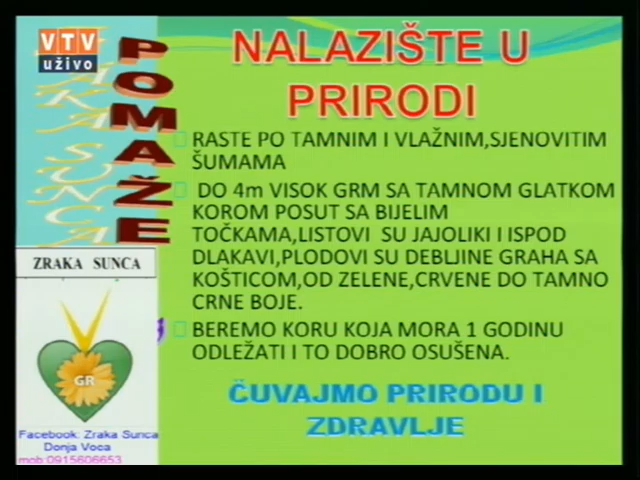 VTV
uživo
ZRAKA SUNCA
POMAŽE
NALAZIŠTE U
PRIRODI
RASTE PO TAMNIM I VLAŽNIM,SJENOVITIM
ŠUMAMA
DO 4m VISOK GRM SA TAMNOM GLATKOM
KOROM POSUT SA BIJELIM
TOČKAMA,LISTOVI SU JAJOLIKI I ISPOD
DLAKAVI,PLODOVI SU DEBLJINE GRAHA SA
KOŠTICOM,OD ZELENE,CRVENE DO TAMNO
CRNE BOJE.
BEREMO KORU KOJA MORA 1 GODINU
ODLEŽATI I TO DOBRO OSUŠENA.
ČUVAJMO PRIRODU I
ZDRAVLJE
ZRAKA SUNCA
GR
Facebook: Zraka Sunca
Donja Voća
mob:0915606653